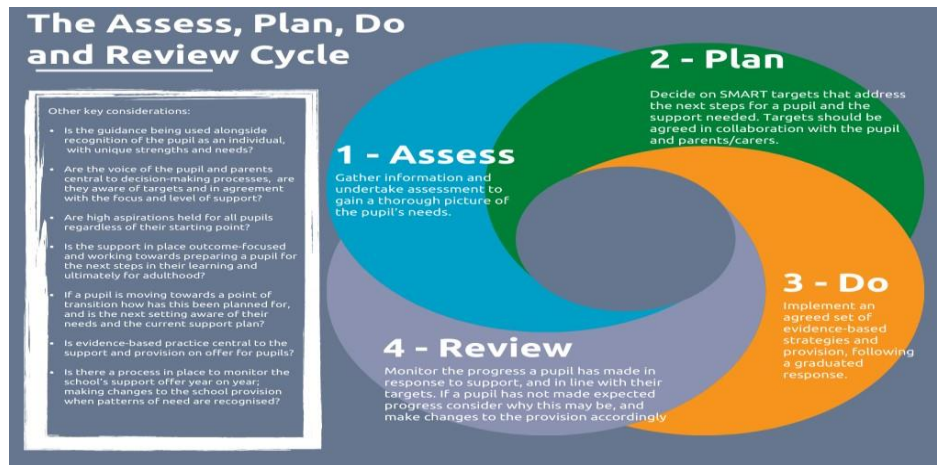 The Assess, Plan, Do
and Review Cycle
Other key considerations:
• Is the guidance being used alongside
recognition of the pupil as an individual,
with unique strengths and needs?
• Are the voice of the pupil and parents
central to decision-making processes, are
they aware of targets and in agreement
with the focus and level of support?
• Are high aspirations held for all pupils
regardless of their starting point?
• Is the support in place outcome-focused
and working towards preparing a pupil for
the next steps in their learning and
ultimately for adulthood?
• If a pupil is moving towards a point of
transition how has this been planned for,
and is the next setting aware of their
needs and the current support plan?
• Is evidence-based practice central to the
support and provision on offer for pupils?
• Is there a process in place to monitor the
school's support offer year on year;
making changes to the school provision
when patterns of need are recognised?
1 - Assess
Gather information and
undertake assessment to
gain a thorough picture of
the pupil's needs.
2 - Plan
Decide on SMART targets that address
the next steps for a pupil and the
support needed. Targets should be
agreed in collaboration with the pupil
and parents/carers.
3 - Do
Implement an
agreed set of
evidence-based
strategies and
provision, following
a graduated
response.
4 - Review
Monitor the progress a pupil has made in
response to support, and in line with their
targets. If a pupil has not made expected
progress consider why this may be, and
make changes to the provision accordingly